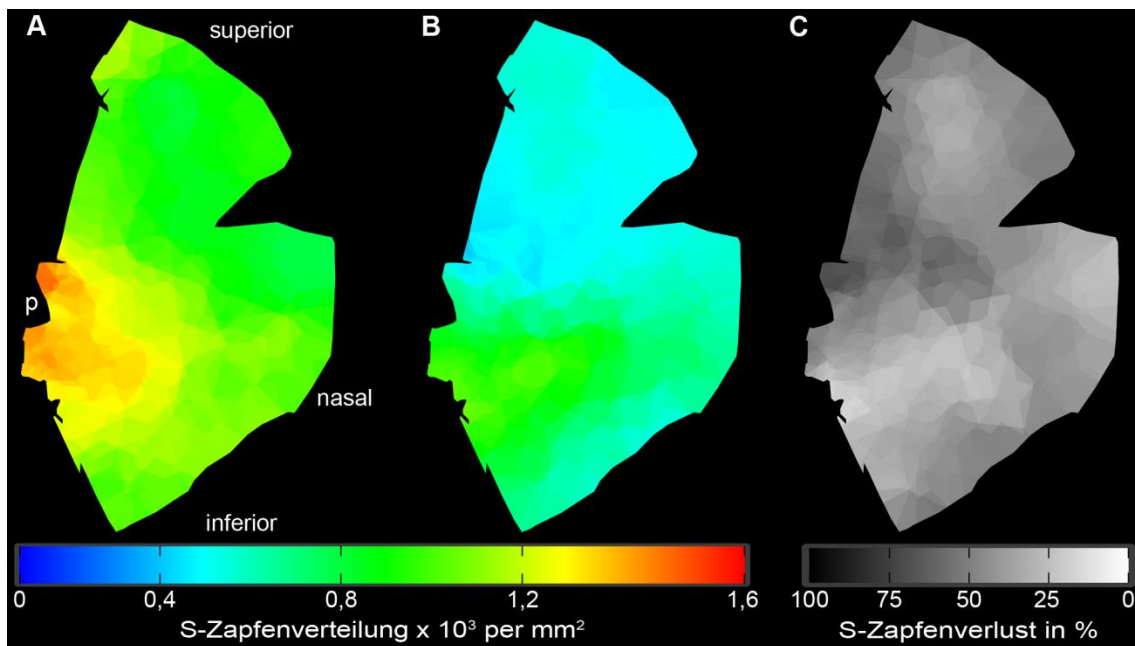 A
superior
B
C
p
nasal
inferior
0 0,4 0,8 1,2 1,6
S-Zapfenverteilung x 10³ per mm²
100 75 50 25 0
S-Zapfenverlust in %